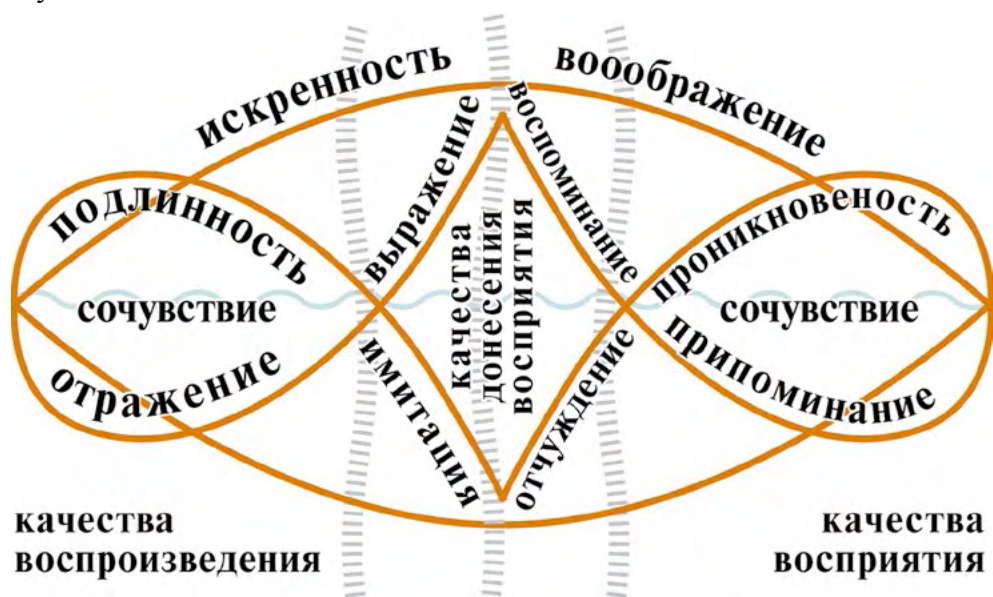 искренность
вооображение
подлинность
выражение
воспоминание
проникновеность
сочувствие
качества
донесения
восприятия
сочувствие
отражение
имитация
отчуждение
припоминание
качества
воспроизведения
качества
восприятия